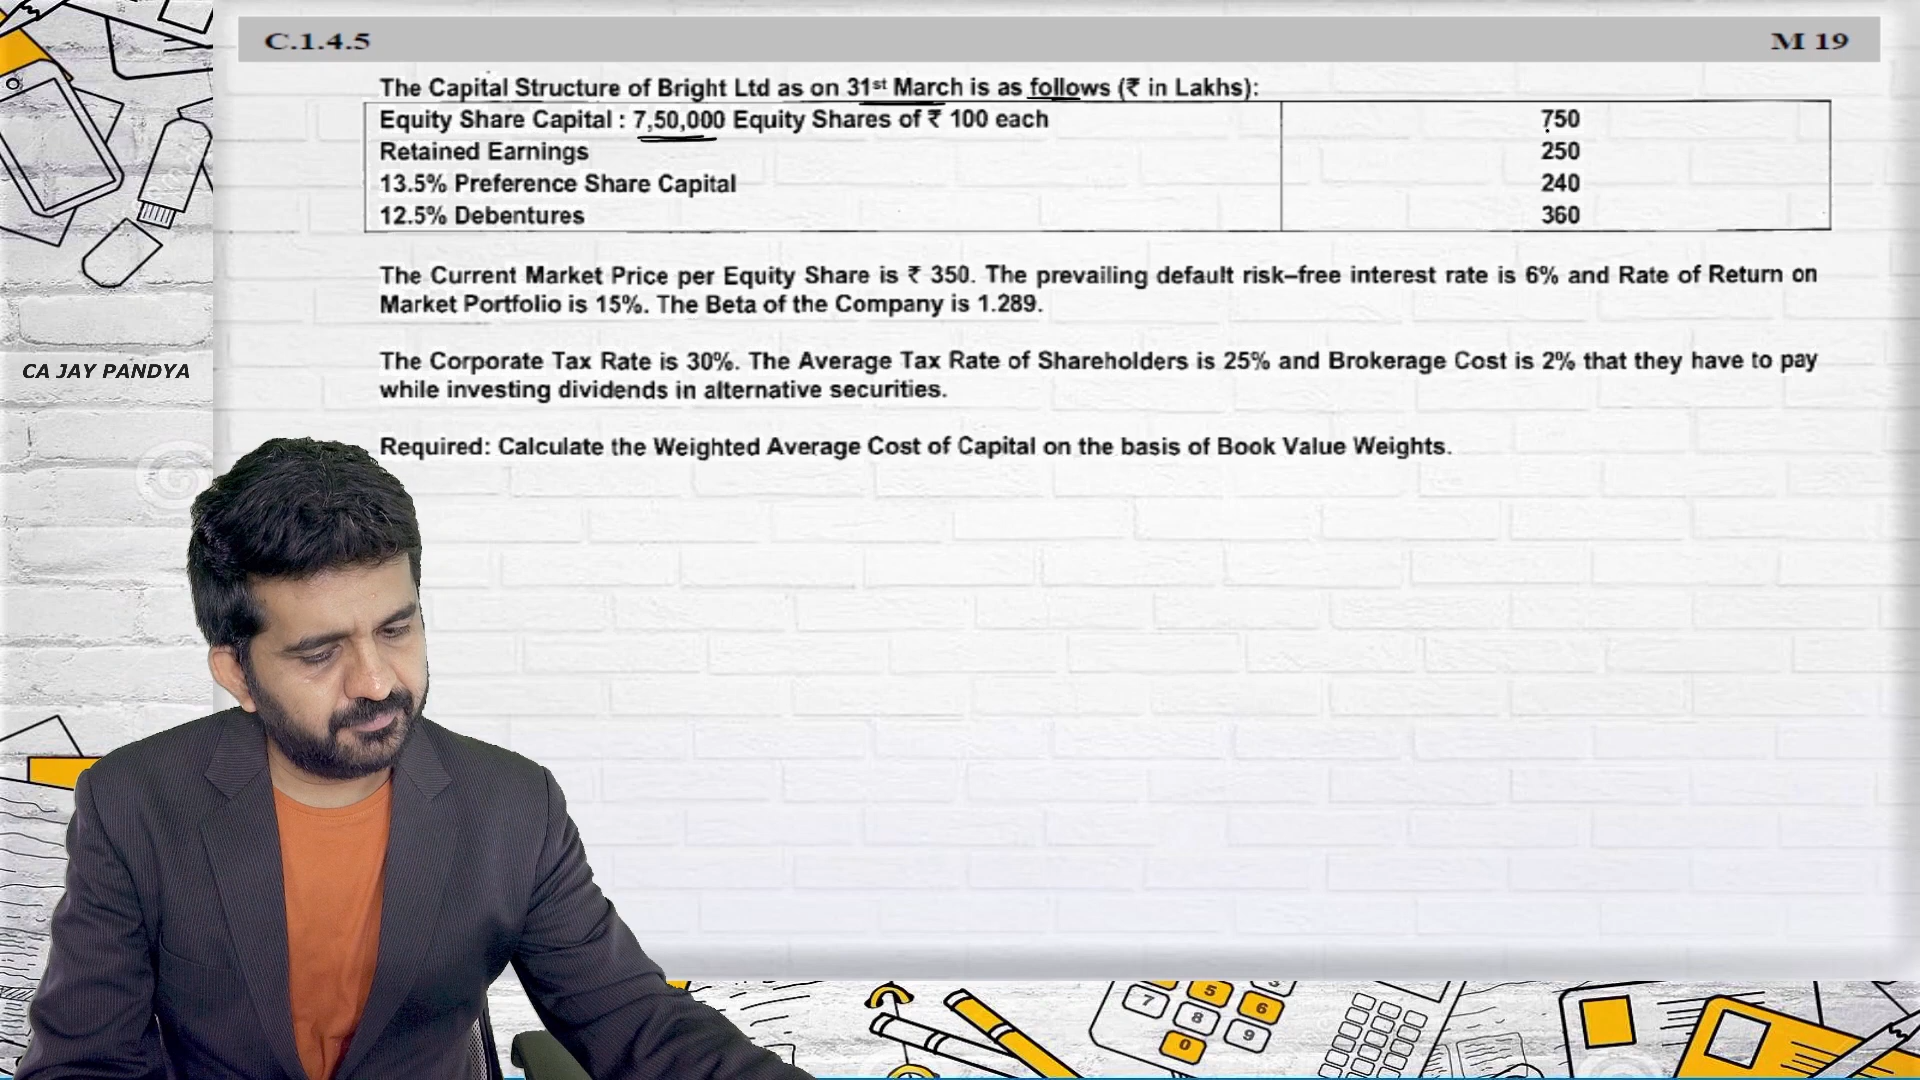 C.1.4.5 M 19
The Capital Structure of Bright Ltd as on 31st March is as follows (₹ in Lakhs):
Equity Share Capital : 7,50,000 Equity Shares of ₹ 100 each 750
Retained Earnings 250
13.5% Preference Share Capital 240
12.5% Debentures 360
The Current Market Price per Equity Share is ₹ 350. The prevailing default risk–free interest rate is 6% and Rate of Return on
Market Portfolio is 15%. The Beta of the Company is 1.289.
CA JAY PANDYA
The Corporate Tax Rate is 30%. The Average Tax Rate of Shareholders is 25% and Brokerage Cost is 2% that they have to pay
while investing dividends in alternative securities.
Required: Calculate the Weighted Average Cost of Capital on the basis of Book Value Weights.
5
6
7
8
9
0